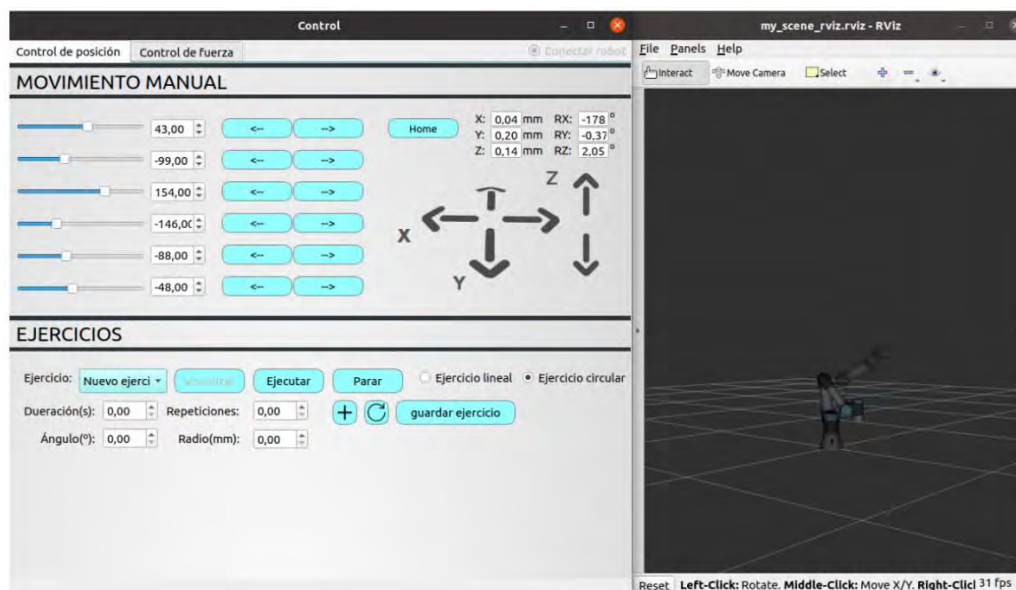 Control
Control de posición Control de fuerza Conectar robot
MOVIMIENTO MANUAL
43,00 <-- --> Home X: 0,04 mm RX: -178 º
-99,00 <-- --> Y: 0,20 mm RY: -0,37 º
Z: 0,14 mm RZ: 2,05 º
154,00 <-- -->
-146,0( <-- -->
-88,00 <-- -->
-48,00 <-- -->
Z
X
Y
EJERCICIOS
Ejercicio: Nuevo ejerci Ejecutar Parar Ejercicio lineal Ejercicio circular
Dueración(s): 0,00 Repeticiones: 0,00 + guardar ejercicio
Ángulo(º): 0,00 Radio(mm): 0,00
my_scene_rviz.rviz - RViz
File Panels Help
Interact Move Camera Select
Reset Left-Click: Rotate. Middle-Click: Move X/Y. Right-Clicl 31 fps